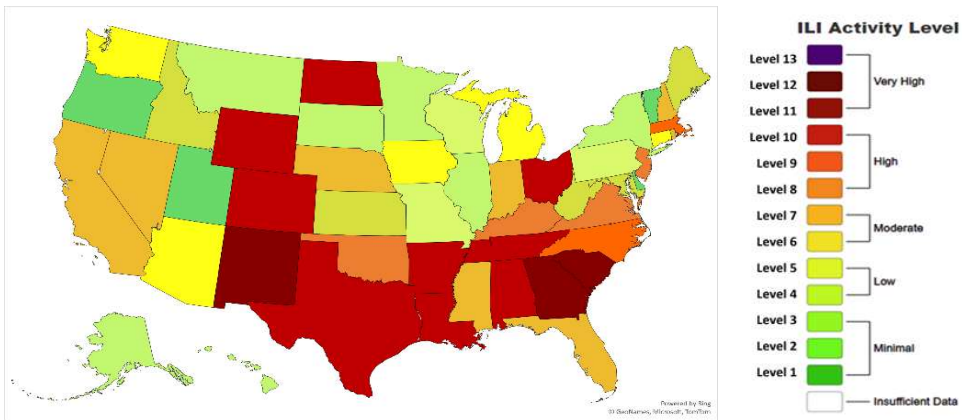 ILI Activity Level
Level 13
Level 12
Very High
Level 11
Level 10
Level 9
High
Level 8
Level 7
Moderate
Level 6
Level 5
Low
Level 4
Level 3
Level 2
Minimal
Level 1
Insufficient Data
Powered by Bing
© GeoNames, Microsoft, TomTom